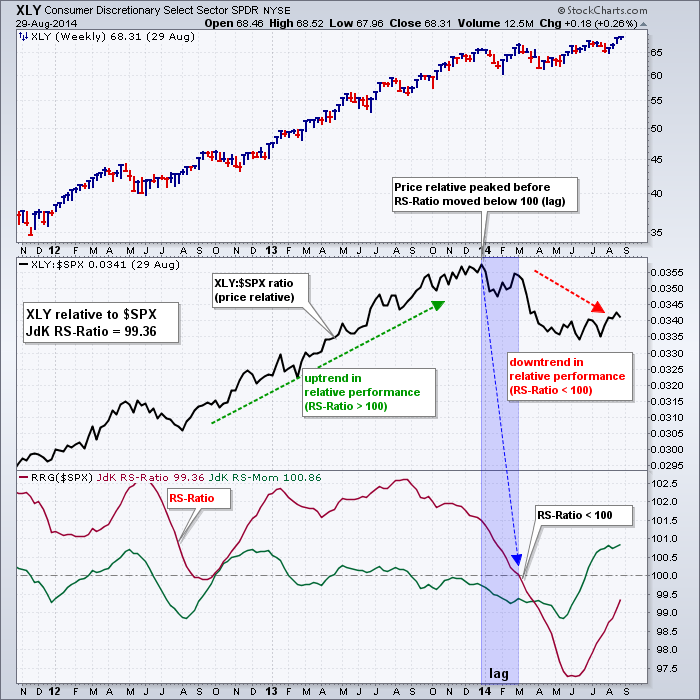 XLY Consumer Discretionary Select Sector SPDR NYSE
© StockCharts.com
29-Aug-2014
Open 68.46 High 68.52 Low 67.96 Close 68.31 Volume 12.5M Chg +0.18 (+0.26%)
XLY (Weekly) 68.31 (29 Aug)
65
60
55
50
45
40
35
Price relative peaked before
RS-Ratio moved below 100 (lag)
N D 12 F M A M J J A S O N D 13 F M A M J J A S O N D 14 F M A M J J A S
XLY:$SPX 0.0341 (29 Aug)
XLY:$SPX ratio
(price relative)
XLY relative to $SPX
JdK RS-Ratio = 99.36
uptrend in
relative performance
(RS-Ratio > 100)
downtrend in
relative performance
(RS-Ratio < 100)
0.0355
0.0350
0.0345
0.0340
0.0335
0.0330
0.0325
0.0320
0.0315
0.0310
0.0305
0.0300
0.0295
RRG($SPX) JdK RS-Ratio 99.36 JdK RS-Mom 100.86
RS-Ratio
RS-Ratio < 100
102.5
102.0
101.5
101.0
100.5
100.0
99.5
99.0
98.5
98.0
97.5
lag
N D 12 F M A M J J A S O N D 13 F M A M J J A S O N D 14 F M A M J J A S